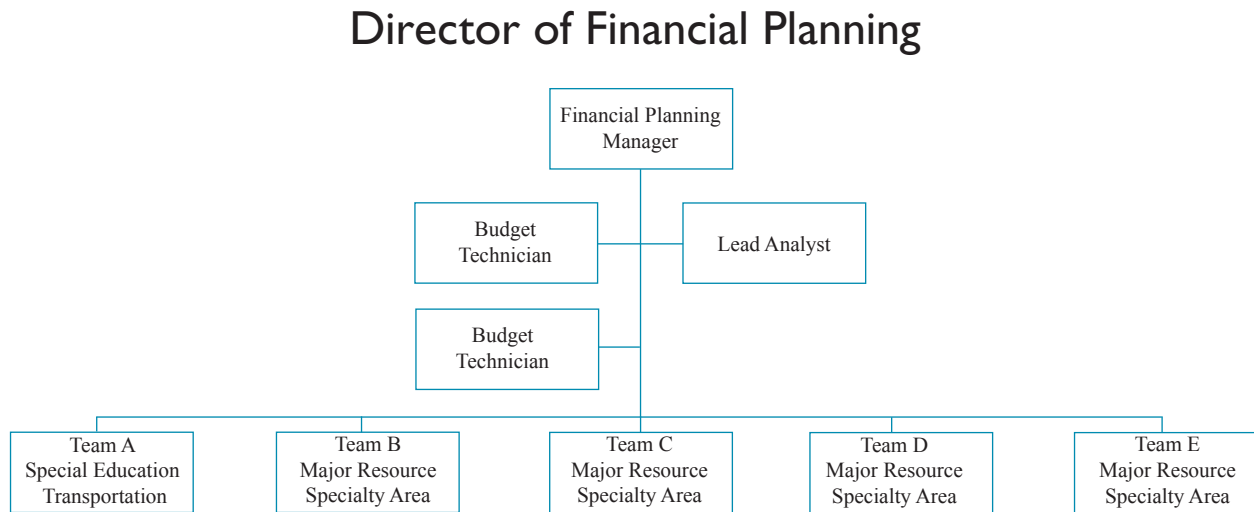 Director of Financial Planning
Financial Planning
Manager
Budget
Technician
Lead Analyst
Budget
Technician
Team A
Special Education
Transportation
Team B
Major Resource
Specialty Area
Team C
Major Resource
Specialty Area
Team D
Major Resource
Specialty Area
Team E
Major Resource
Specialty Area